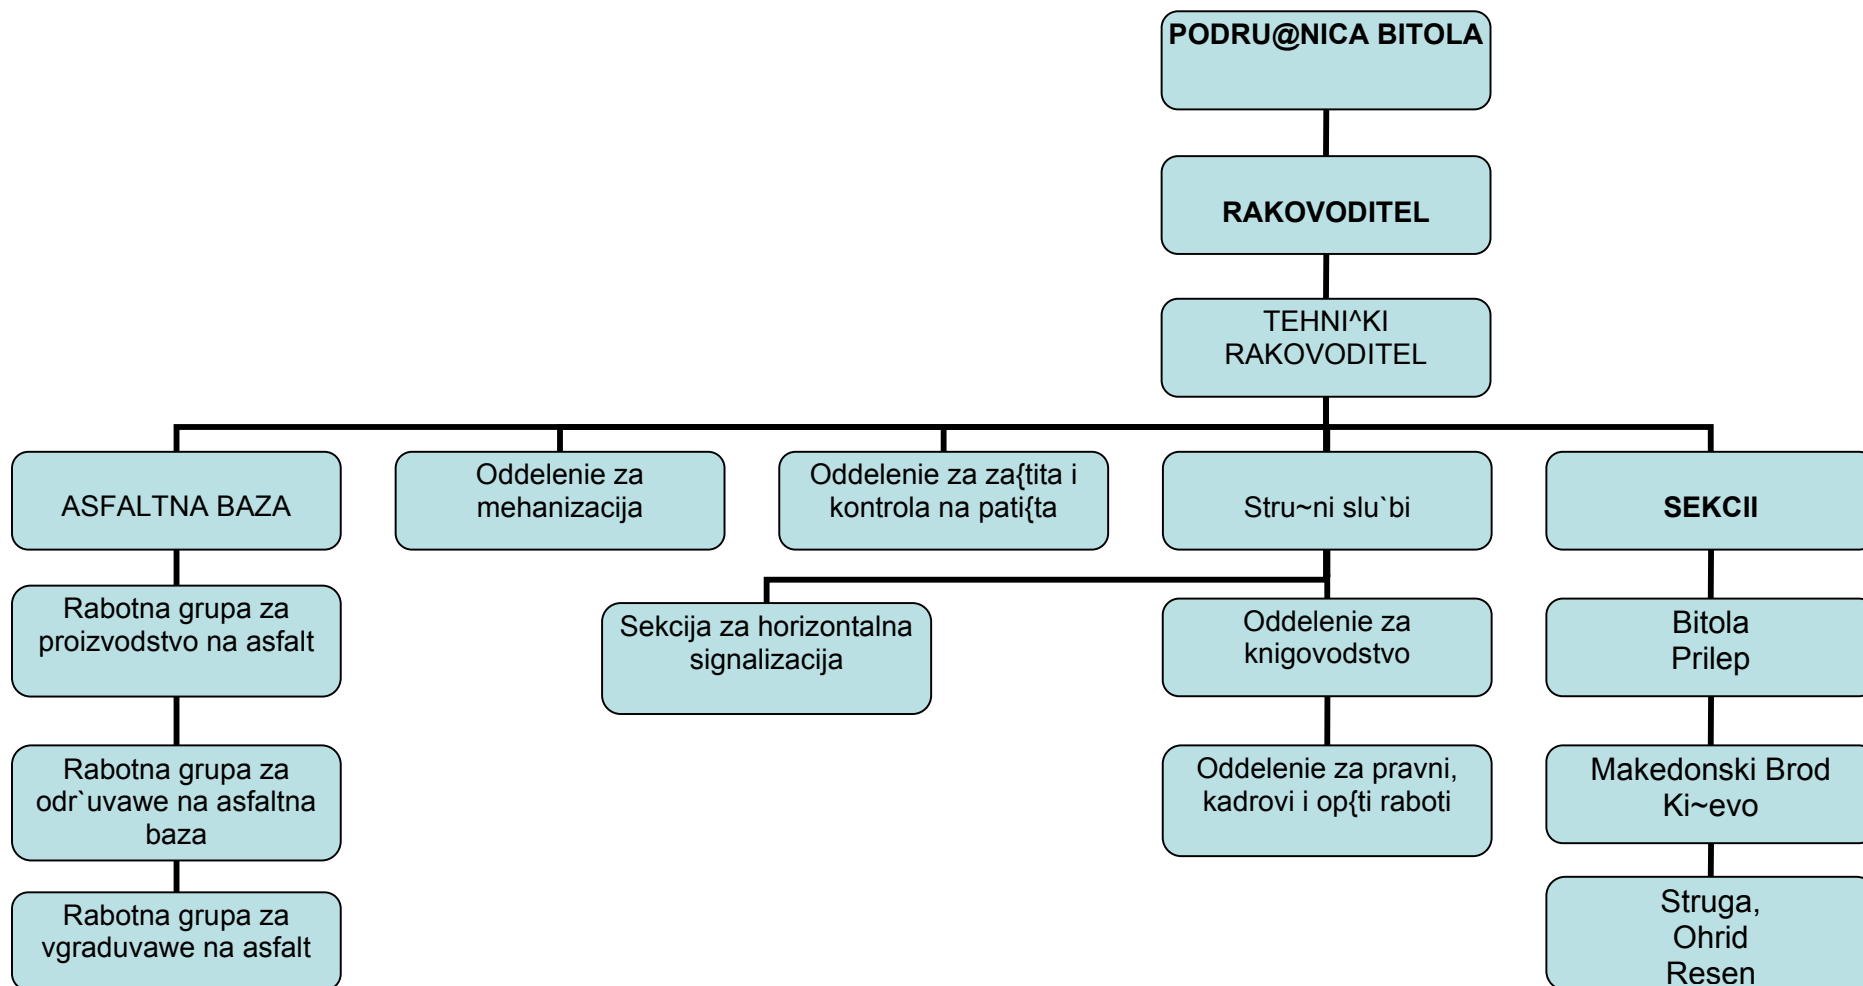 PODRU@NICA BITOLA
RAKOVODITEL
TEHNI^KI
RAKOVODITEL
ASFALTNA BAZA
Oddelenie za
mehanizacija
Oddelenie za za{tita i
kontrola na pati{ta
Stru~ni slu`bi
SEKCII
Rabotna grupa za
proizvodstvo na asfalt
Sekcija za horizontalna
signalizacija
Oddelenie za
knigovodstvo
Bitola
Prilep
Rabotna grupa za
odr`uvawe na asfaltna
baza
Oddelenie za pravni,
kadrovi i op{ti raboti
Makedonski Brod
Ki~evo
Rabotna grupa za
vgraduvawe na asfalt
Struga,
Ohrid
Resen